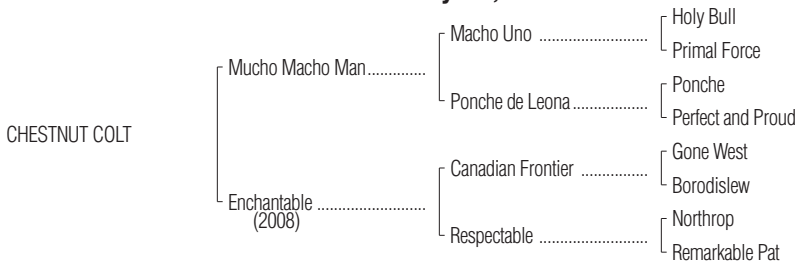 Holy Bull
Macho Uno ....................
Primal Force
Mucho Macho Man..............
Ponche
Ponche de Leona...................
Perfect and Proud
CHESTNUT COLT
Gone West
Canadian Frontier .................
Borodislew
Enchantable ...........................
(2008)
Northrop
Respectable ...........................
Remarkable Pat